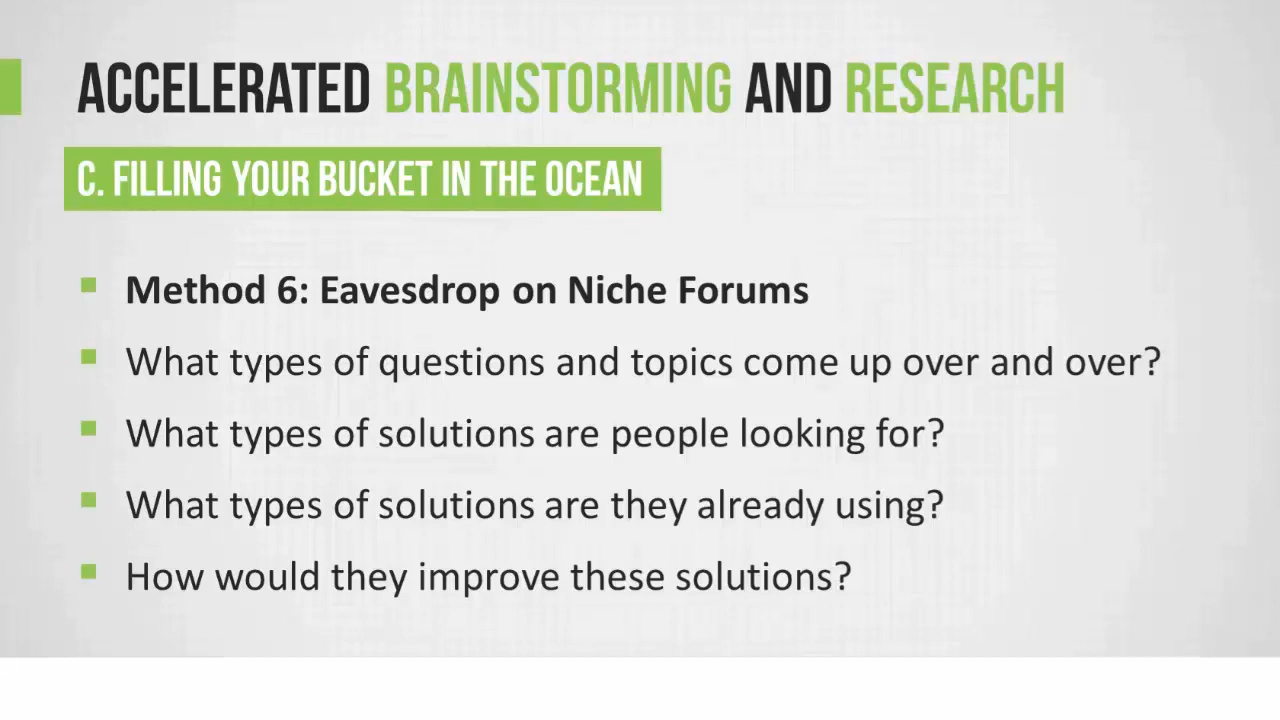 ACCELERATED BRAINSTORMING AND RESEARCH
C. FILLING YOUR BUCKET IN THE OCEAN
Method 6: Eavesdrop on Niche Forums
What types of questions and topics come up over and over?
What types of solutions are people looking for?
What types of solutions are they already using?
How would they improve these solutions?